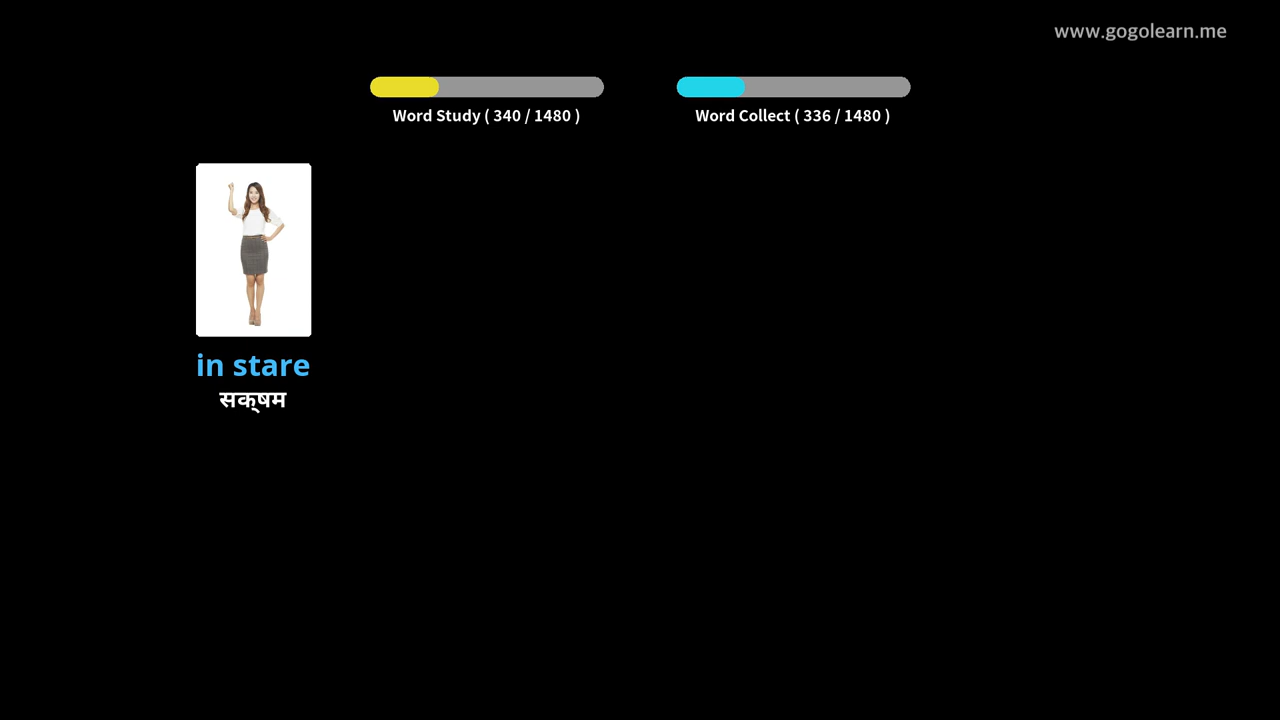 www.gogolearn.me
Word Study ( 340 / 1480 )
Word Collect ( 336 / 1480 )
in stare
सक्षम